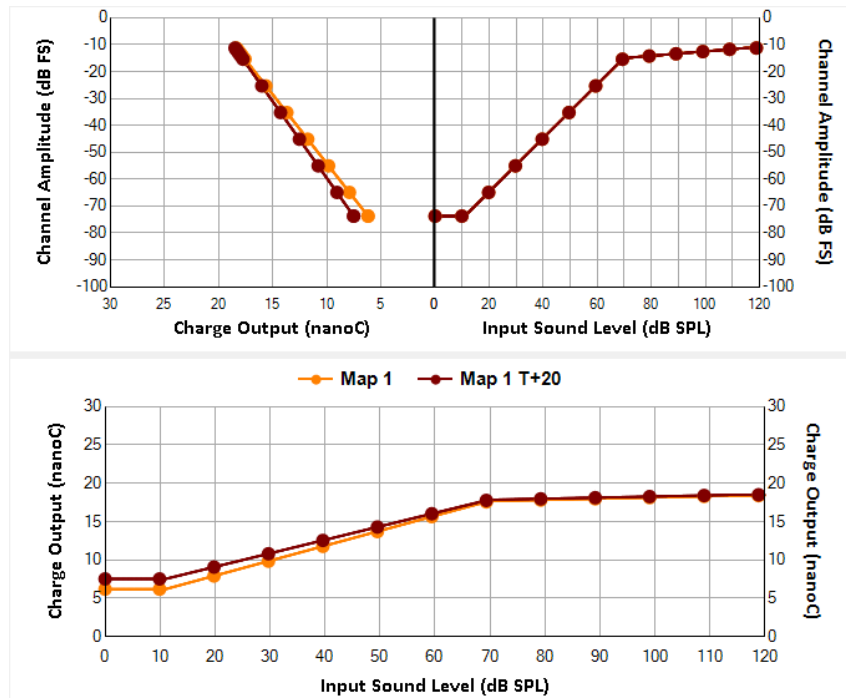 0 0
-10 -10
-20 -20
-30 -30
-40 -40
-50 -50
-60 -60
-70 -70
-80 -80
-90 -90
-100 -100
Channel Amplitude (dB FS)
Channel Amplitude (dB FS)
30 25 20 15 10 5 0 0 20 40 60 80 100 120
Charge Output (nanoC) Input Sound Level (dB SPL)
Map 1 Map 1 T+20
30 30
25 25
20 20
15 15
10 10
5 5
0 0
Charge Output (nanoC)
Charge Output (nanoC)
0 10 20 30 40 50 60 70 80 90 100 110 120
Input Sound Level (dB SPL)